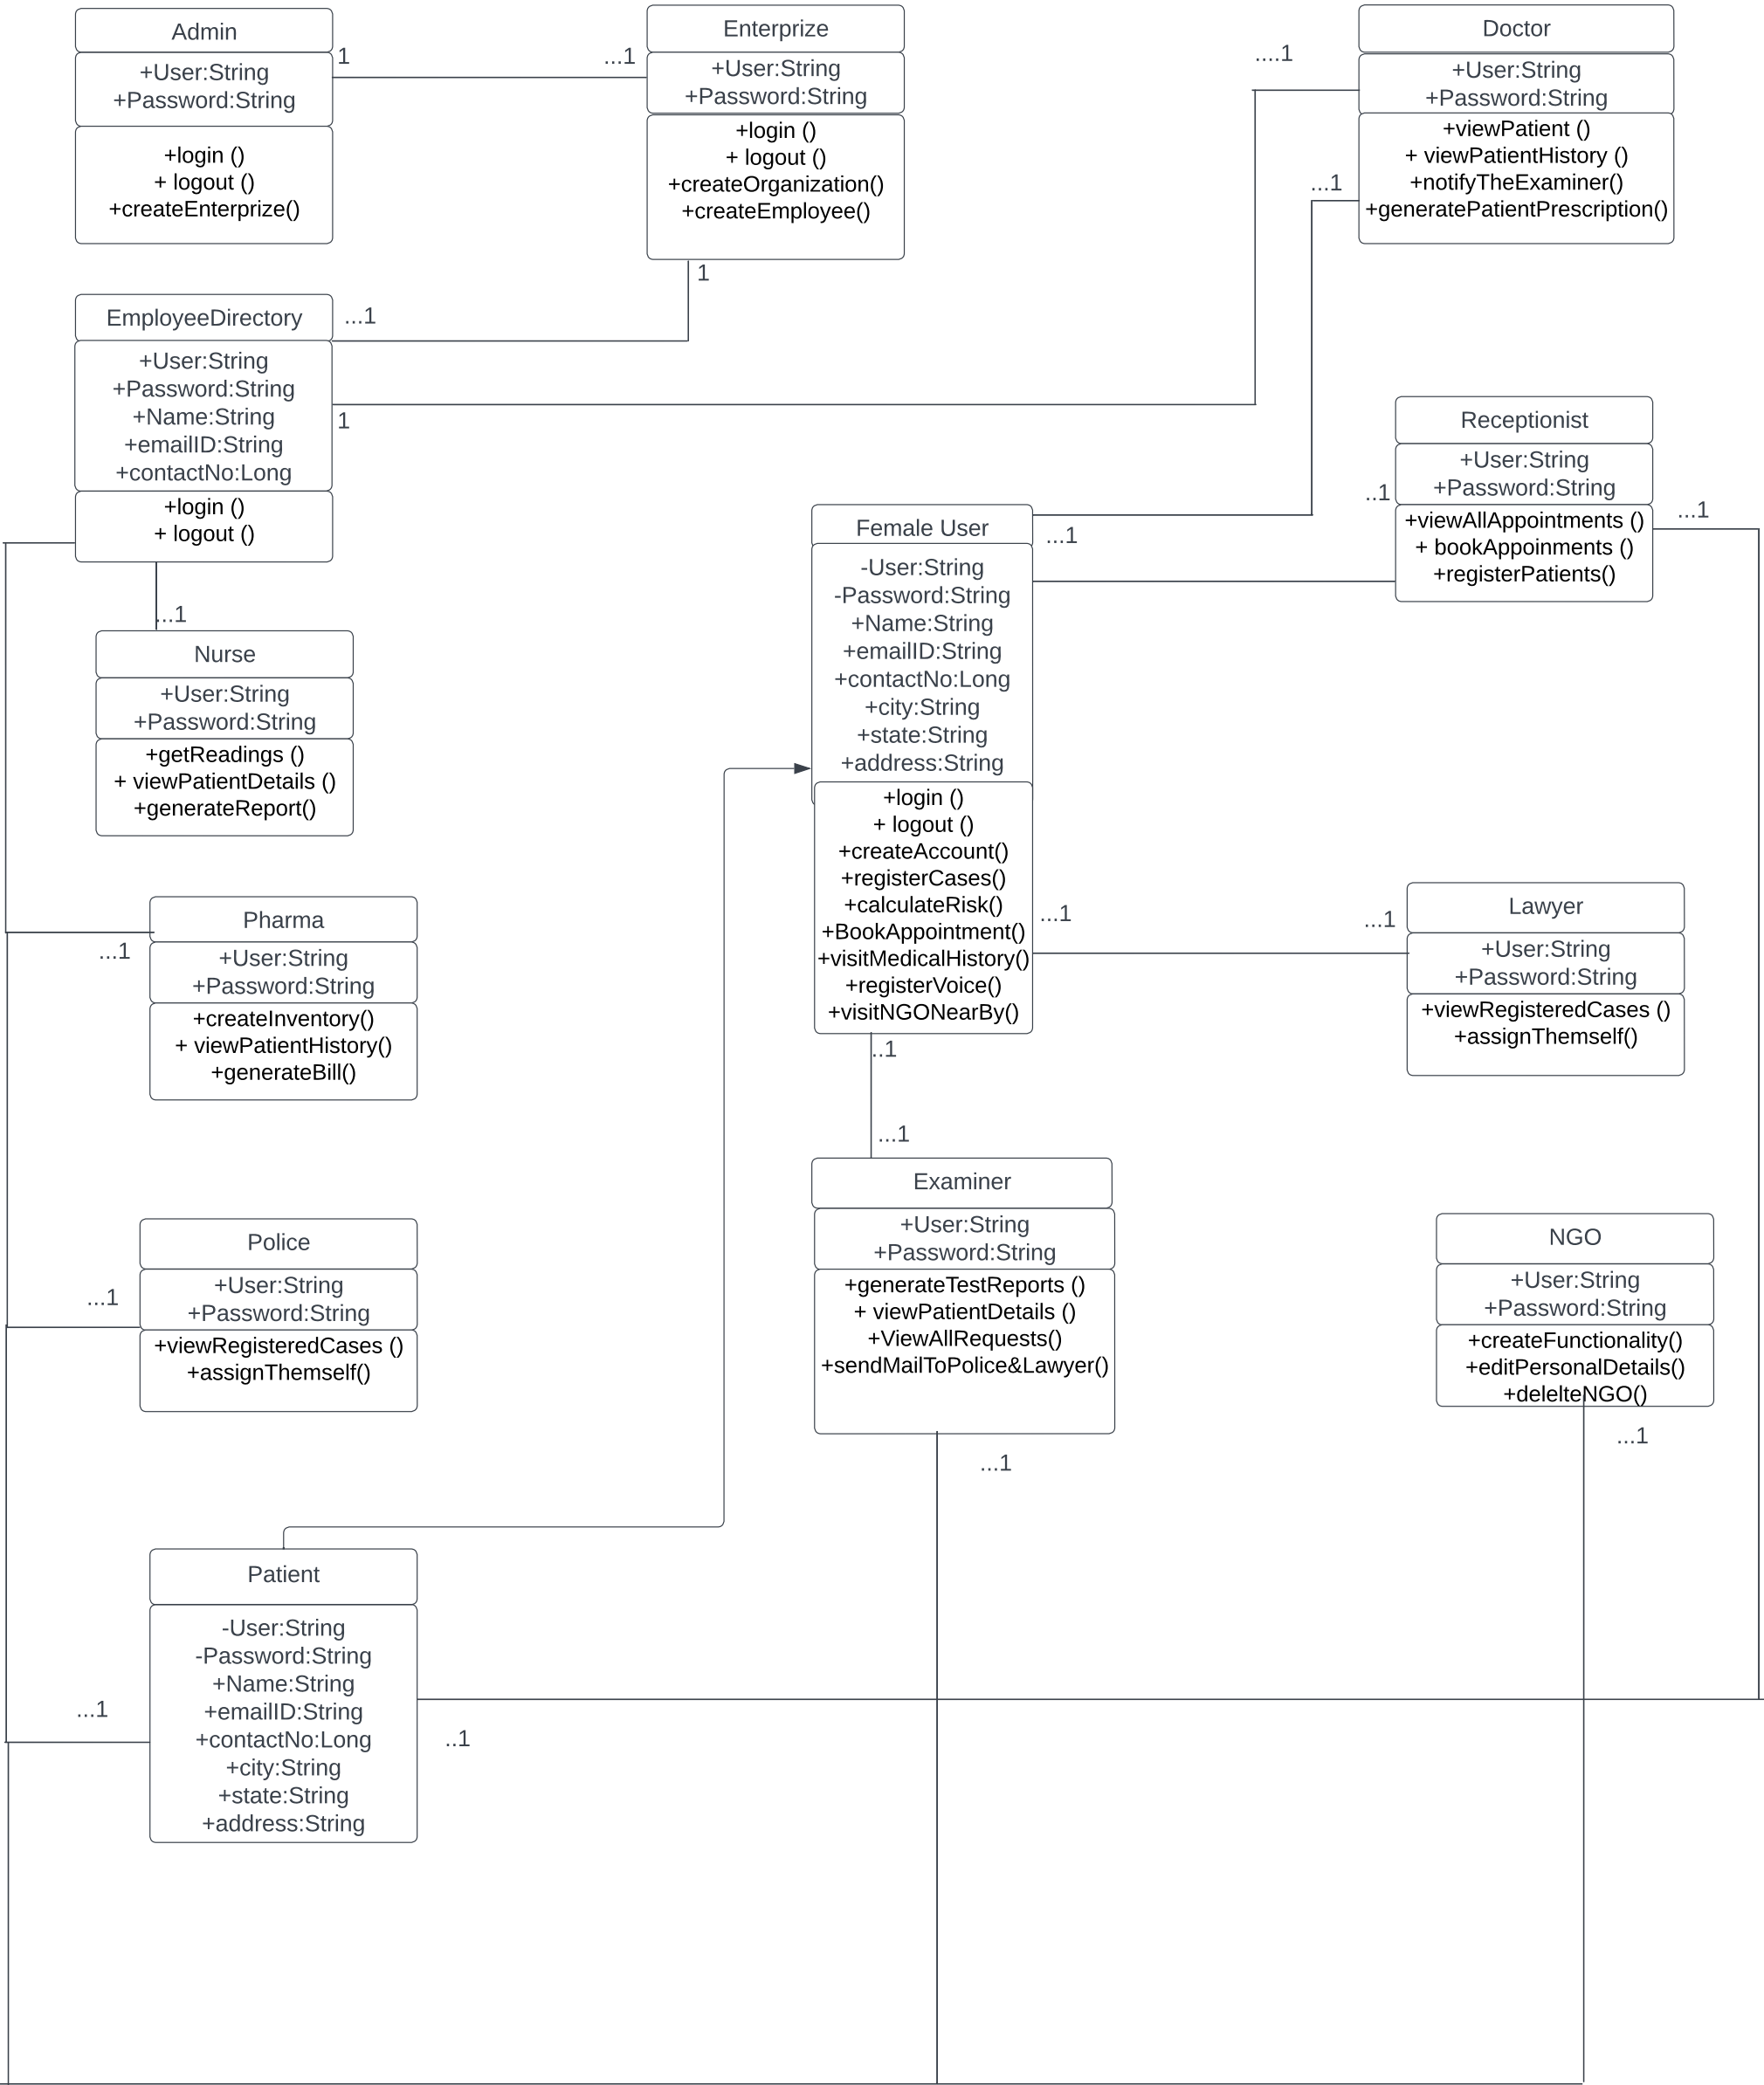 Admin
+User:String
+Password:String
+login ()
+ logout ()
+createEnterprize()
1
...1
Enterprize
+User:String
+Password:String
+login ()
+ logout ()
+createOrganization()
+createEmployee()
1
....1
Doctor
+User:String
+Password:String
+viewPatient ()
+ viewPatientHistory ()
+notifyTheExaminer()
+generatePatientPrescription()
...1
EmployeeDirectory
+User:String
+Password:String
+Name:String
+emailID:String
+contactNo:Long
+login ()
+ logout ()
...1
1
Receptionist
+User:String
+Password:String
+viewAllAppointments ()
+ bookAppoinments ()
+registerPatients()
..1
...1
Female User
-User:String
-Password:String
+Name:String
+emailID:String
+contactNo:Long
+city:String
+state:String
+address:String
+login ()
+ logout ()
+createAccount()
+registerCases()
+calculateRisk()
+BookAppointment()
+visitMedicalHistory()
+registerVoice()
+visitNGONearBy()
...1
...1
..1
...1
Nurse
+User:String
+Password:String
+getReadings ()
+ viewPatientDetails ()
+generateReport()
Pharma
+User:String
+Password:String
+createInventory()
+ viewPatientHistory()
+generateBill()
...1
...1
Lawyer
+User:String
+Password:String
+viewRegisteredCases ()
+assignThemself()
...1
Examiner
+User:String
+Password:String
+generateTestReports ()
+ viewPatientDetails ()
+ViewAllRequests()
+sendMailToPolice&Lawyer()
...1
Police
+User:String
+Password:String
+viewRegisteredCases ()
+assignThemself()
...1
NGO
+User:String
+Password:String
+createFunctionality()
+editPersonalDetails()
+delelteNGO()
...1
Patient
-User:String
-Password:String
+Name:String
+emailID:String
+contactNo:Long
+city:String
+state:String
+address:String
...1
..1